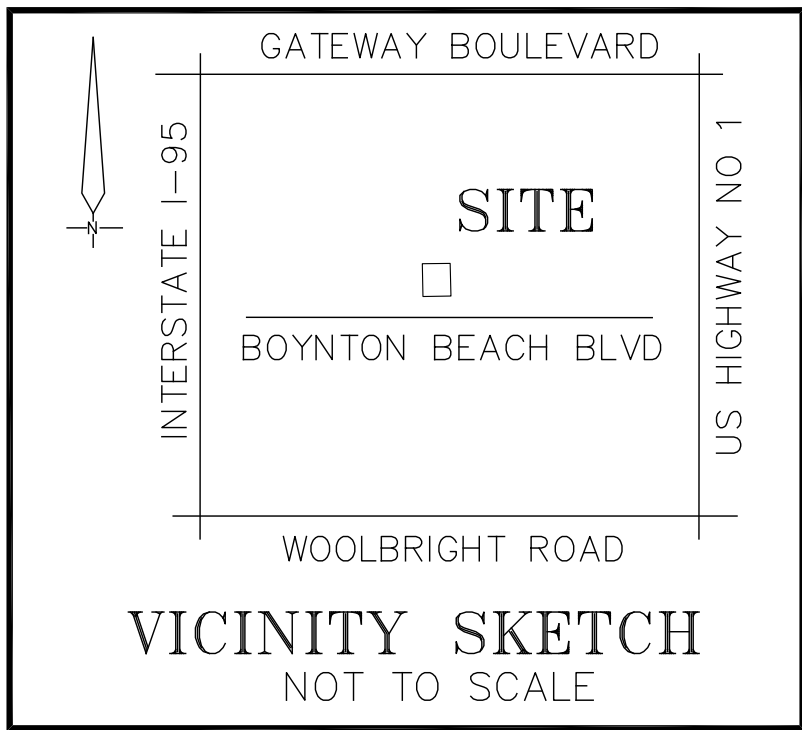 GATEWAY BOULEVARD
INTERSTATE I-95
N
SITE
US HIGHWAY NO 1
BOYNTON BEACH BLVD
WOOLBRIGHT ROAD
VICINITY SKETCH
NOT TO SCALE